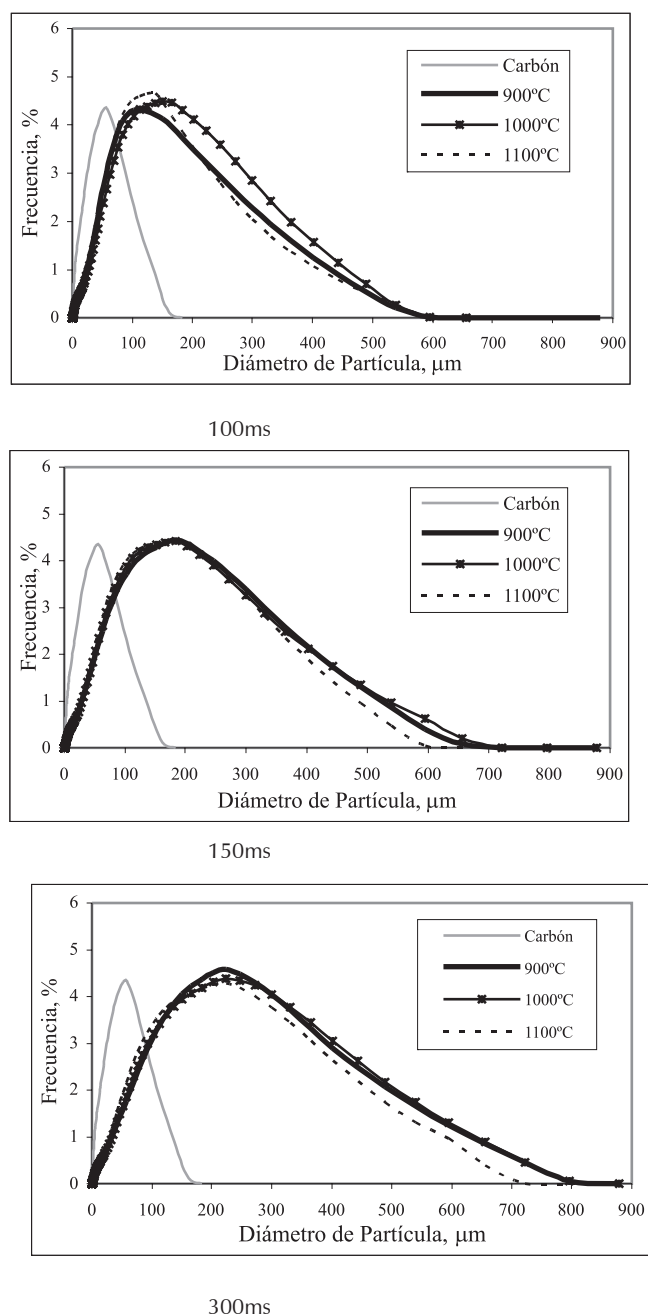 6
5
4
3
2
1
0
Frecuencia, %
Carbón
900ºC
1000ºC
1100ºC
0 100 200 300 400 500 600 700 800 900
Diámetro de Partícula, µm
100ms
6
5
4
3
2
1
0
Frecuencia, %
Carbón
900ºC
1000ºC
1100ºC
0 100 200 300 400 500 600 700 800 910
Diámetro de Partícula, µm
150ms
6
5
4
3
2
1
0
Frecuencia, %
Carbón
900ºC
1000ºC
1100ºC
0 100 200 300 400 500 600 700 800 900
Diámetro de Partícula, µm
300ms